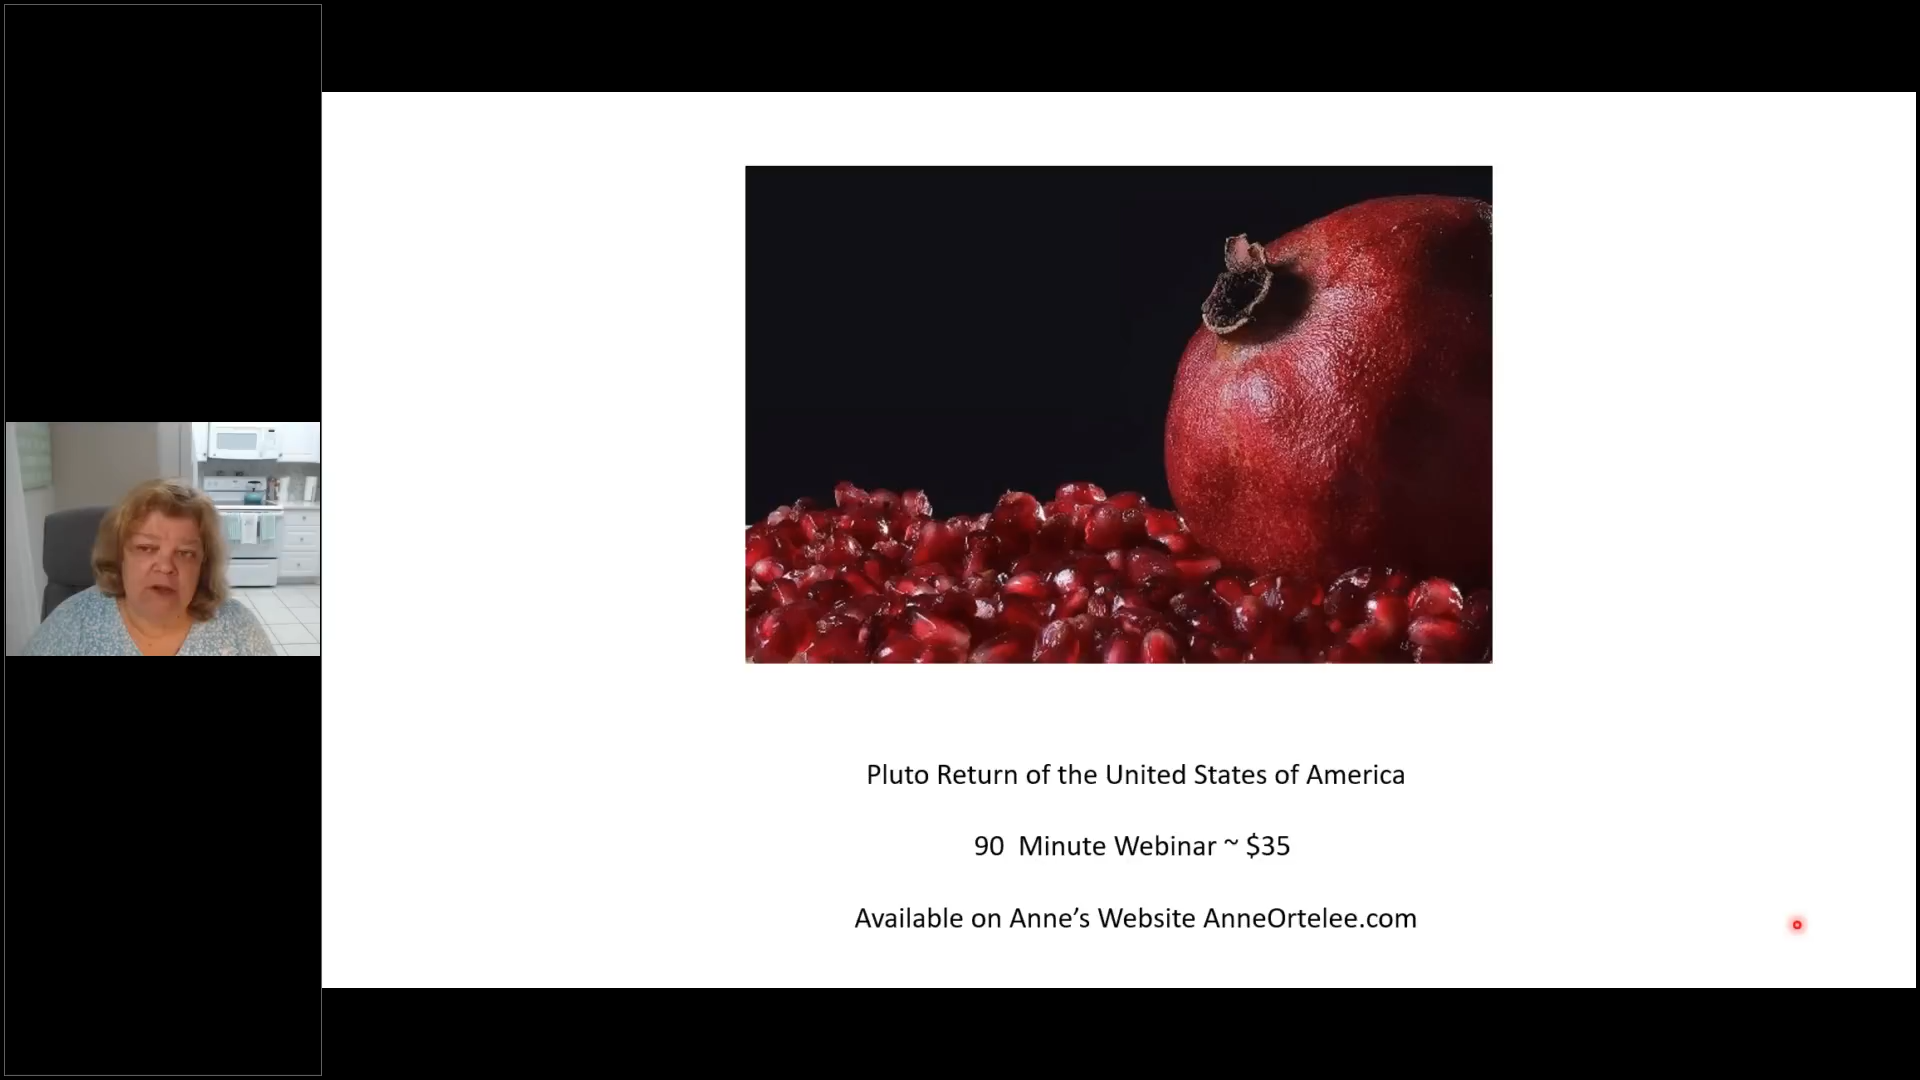 Pluto Return of the United States of America
90  Minute Webinar ~ $35
Available on Anne’s Website AnneOrtelee.com